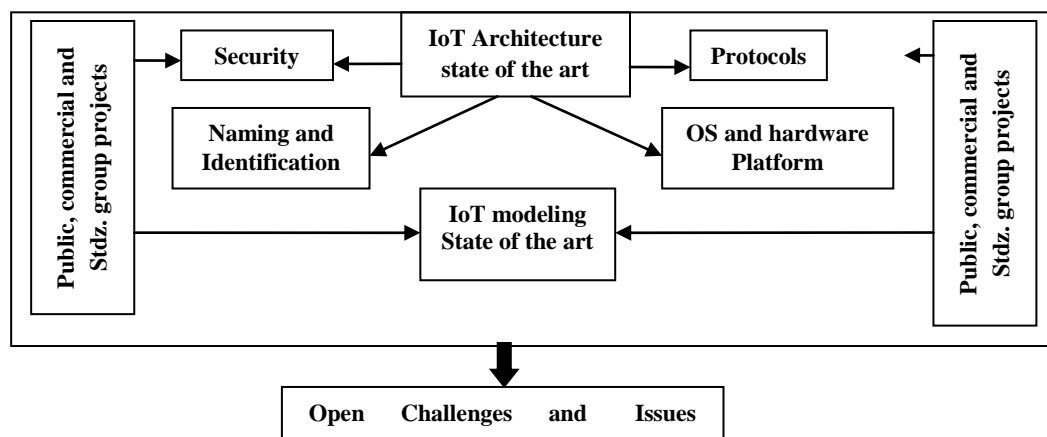 Public, commercial and
Stdz. group projects
Security
IoT Architecture
state of the art
Protocols
Naming and
Identification
OS and hardware
Platform
IoT modeling
State of the art
Public, commercial and
Stdz. group projects
Open Challenges and Issues